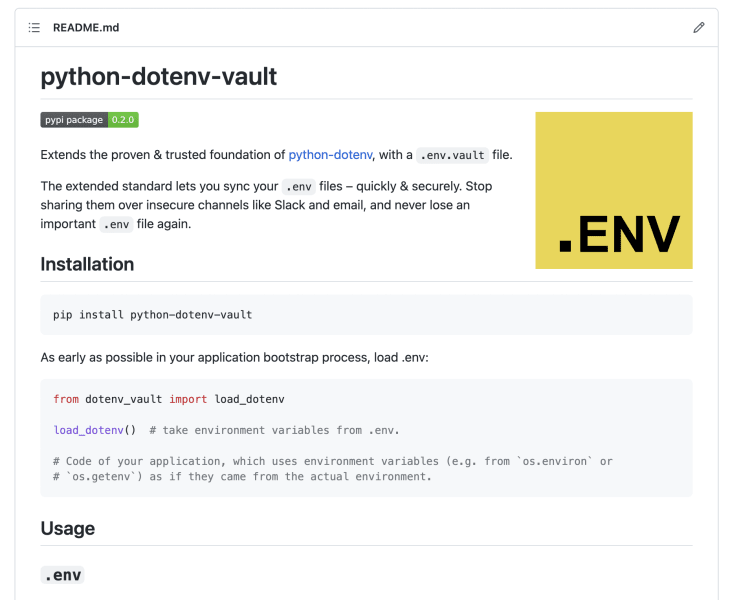 README.md
python-dotenv-vault
pypi package 0.2.0
Extends the proven & trusted foundation of python-dotenv, with a .env.vault file.
The extended standard lets you sync your .env files – quickly & securely. Stop
sharing them over insecure channels like Slack and email, and never lose an
important .env file again.
.ENV
Installation
pip install python-dotenv-vault
As early as possible in your application bootstrap process, load .env:
from dotenv_vault import load_dotenv
load_dotenv()  # take environment variables from .env.
# Code of your application, which uses environment variables (e.g. from `os.environ` or
# `os.getenv`) as if they came from the actual environment.
Usage
.env